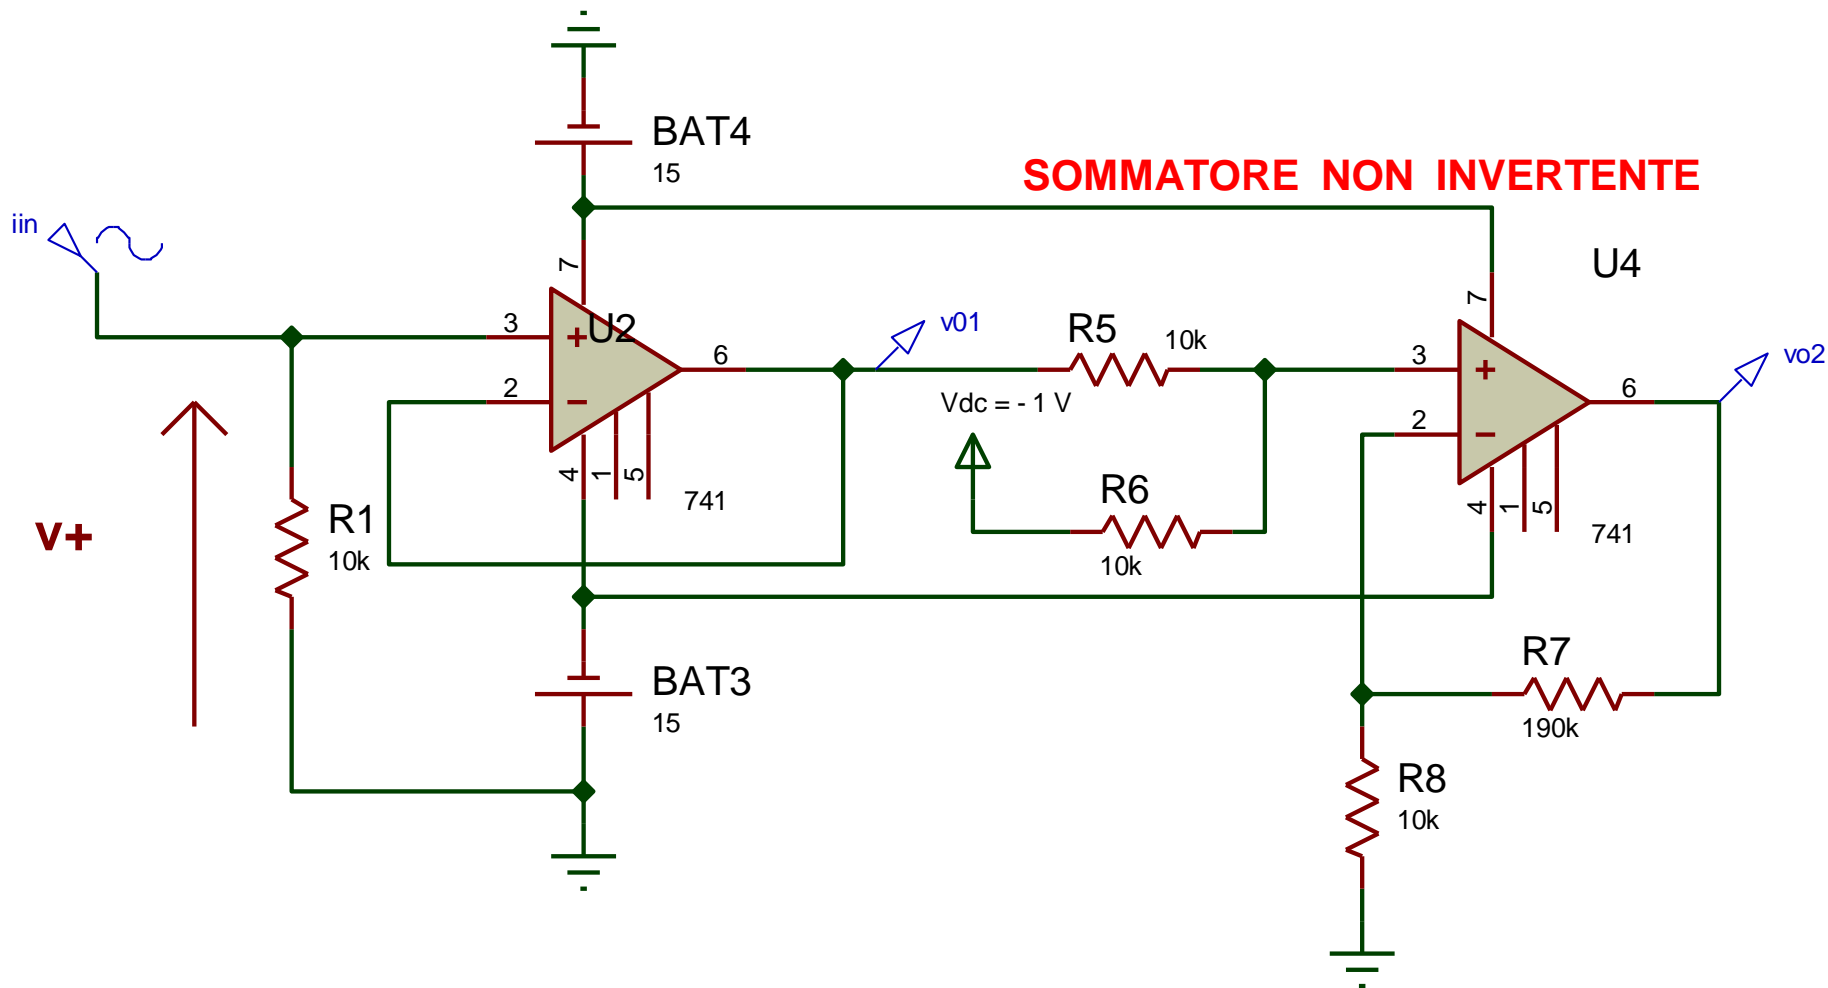 BAT4
15
SOMMATORE NON INVERTENTE
iin
U4
7
7
3
+
U2
6
v01
R5
10k
3
+
vo2
2
−
Vdc = - 1 V
6
2
−
4
1
5
741
R6
10k
4
1
5
741
v+
R1
10k
BAT3
15
R7
190k
R8
10k